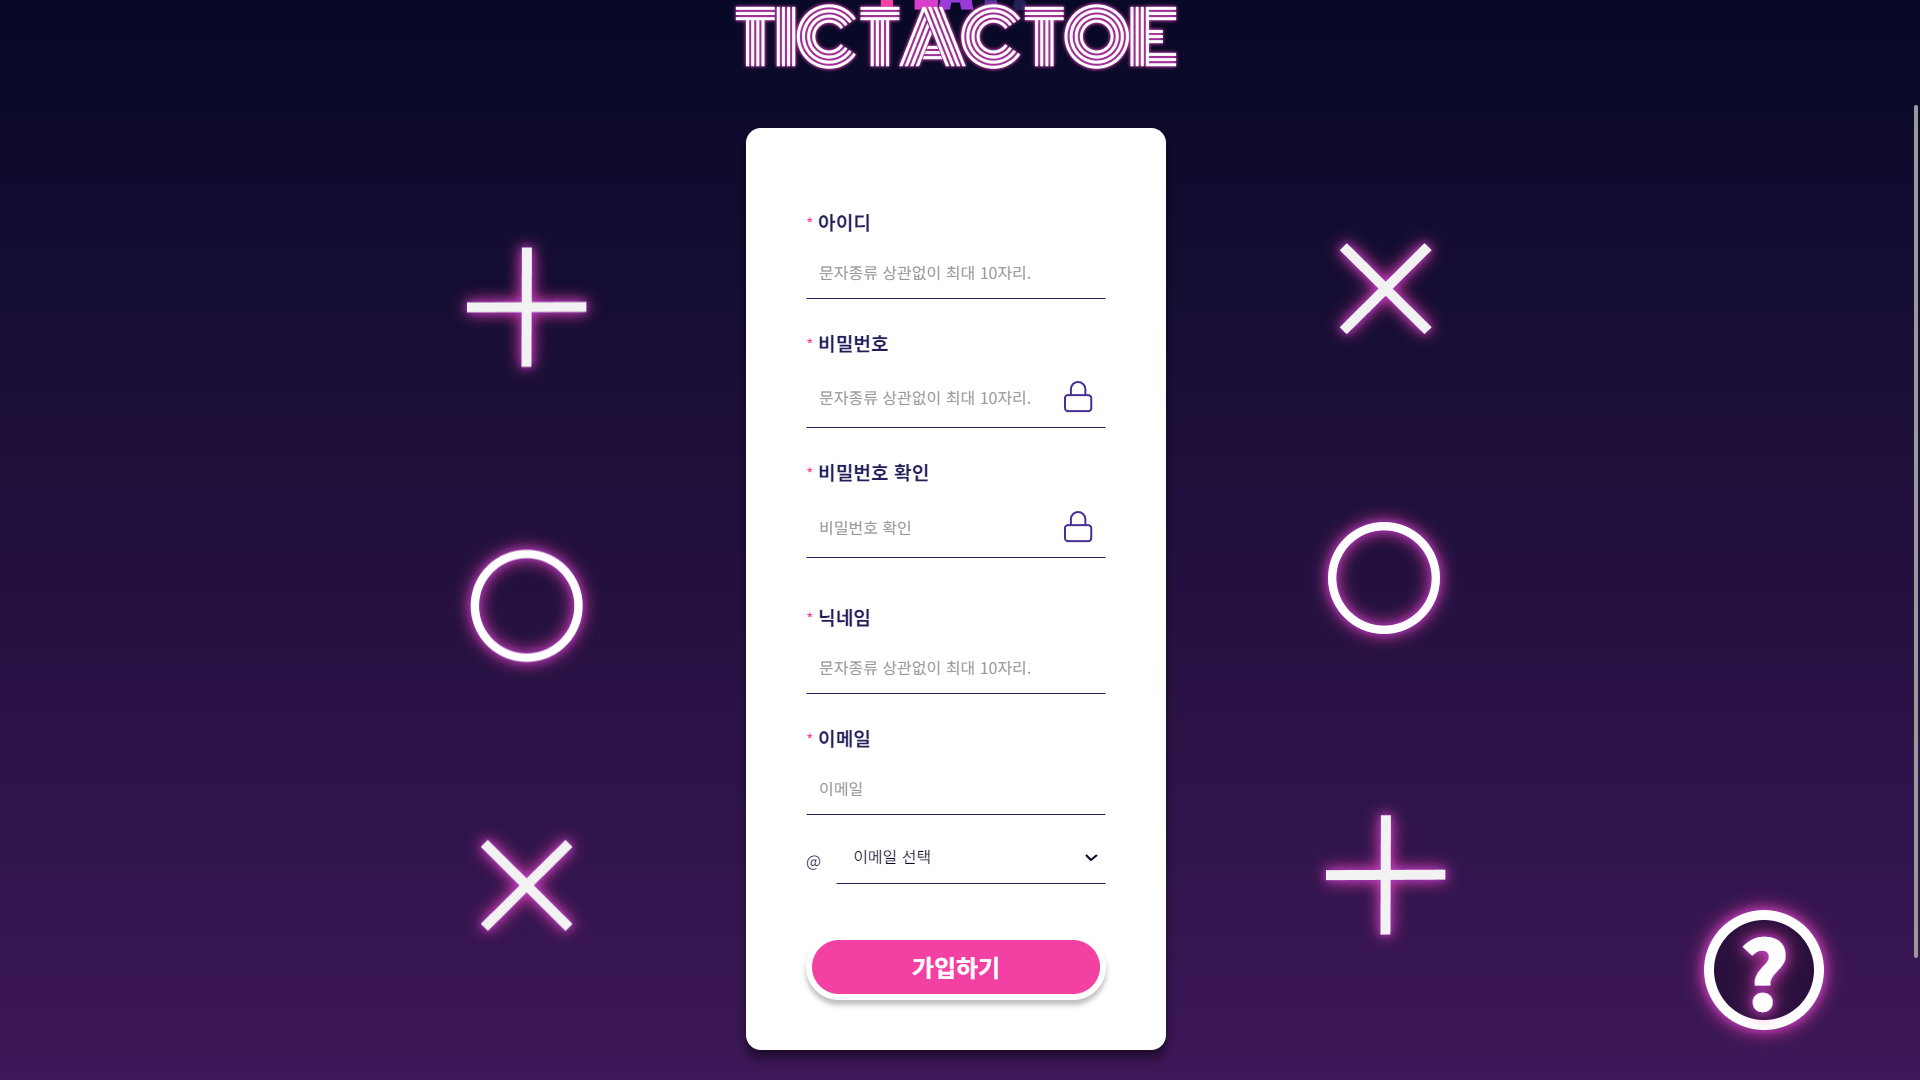 TICTACTOE
* 아이디
문자종류 상관없이 최대 10자리.
* 비밀번호
문자종류 상관없이 최대 10자리.
* 비밀번호 확인
비밀번호 확인
* 닉네임
문자종류 상관없이 최대 10자리.
* 이메일
이메일
@ 이메일 선택
가입하기
?